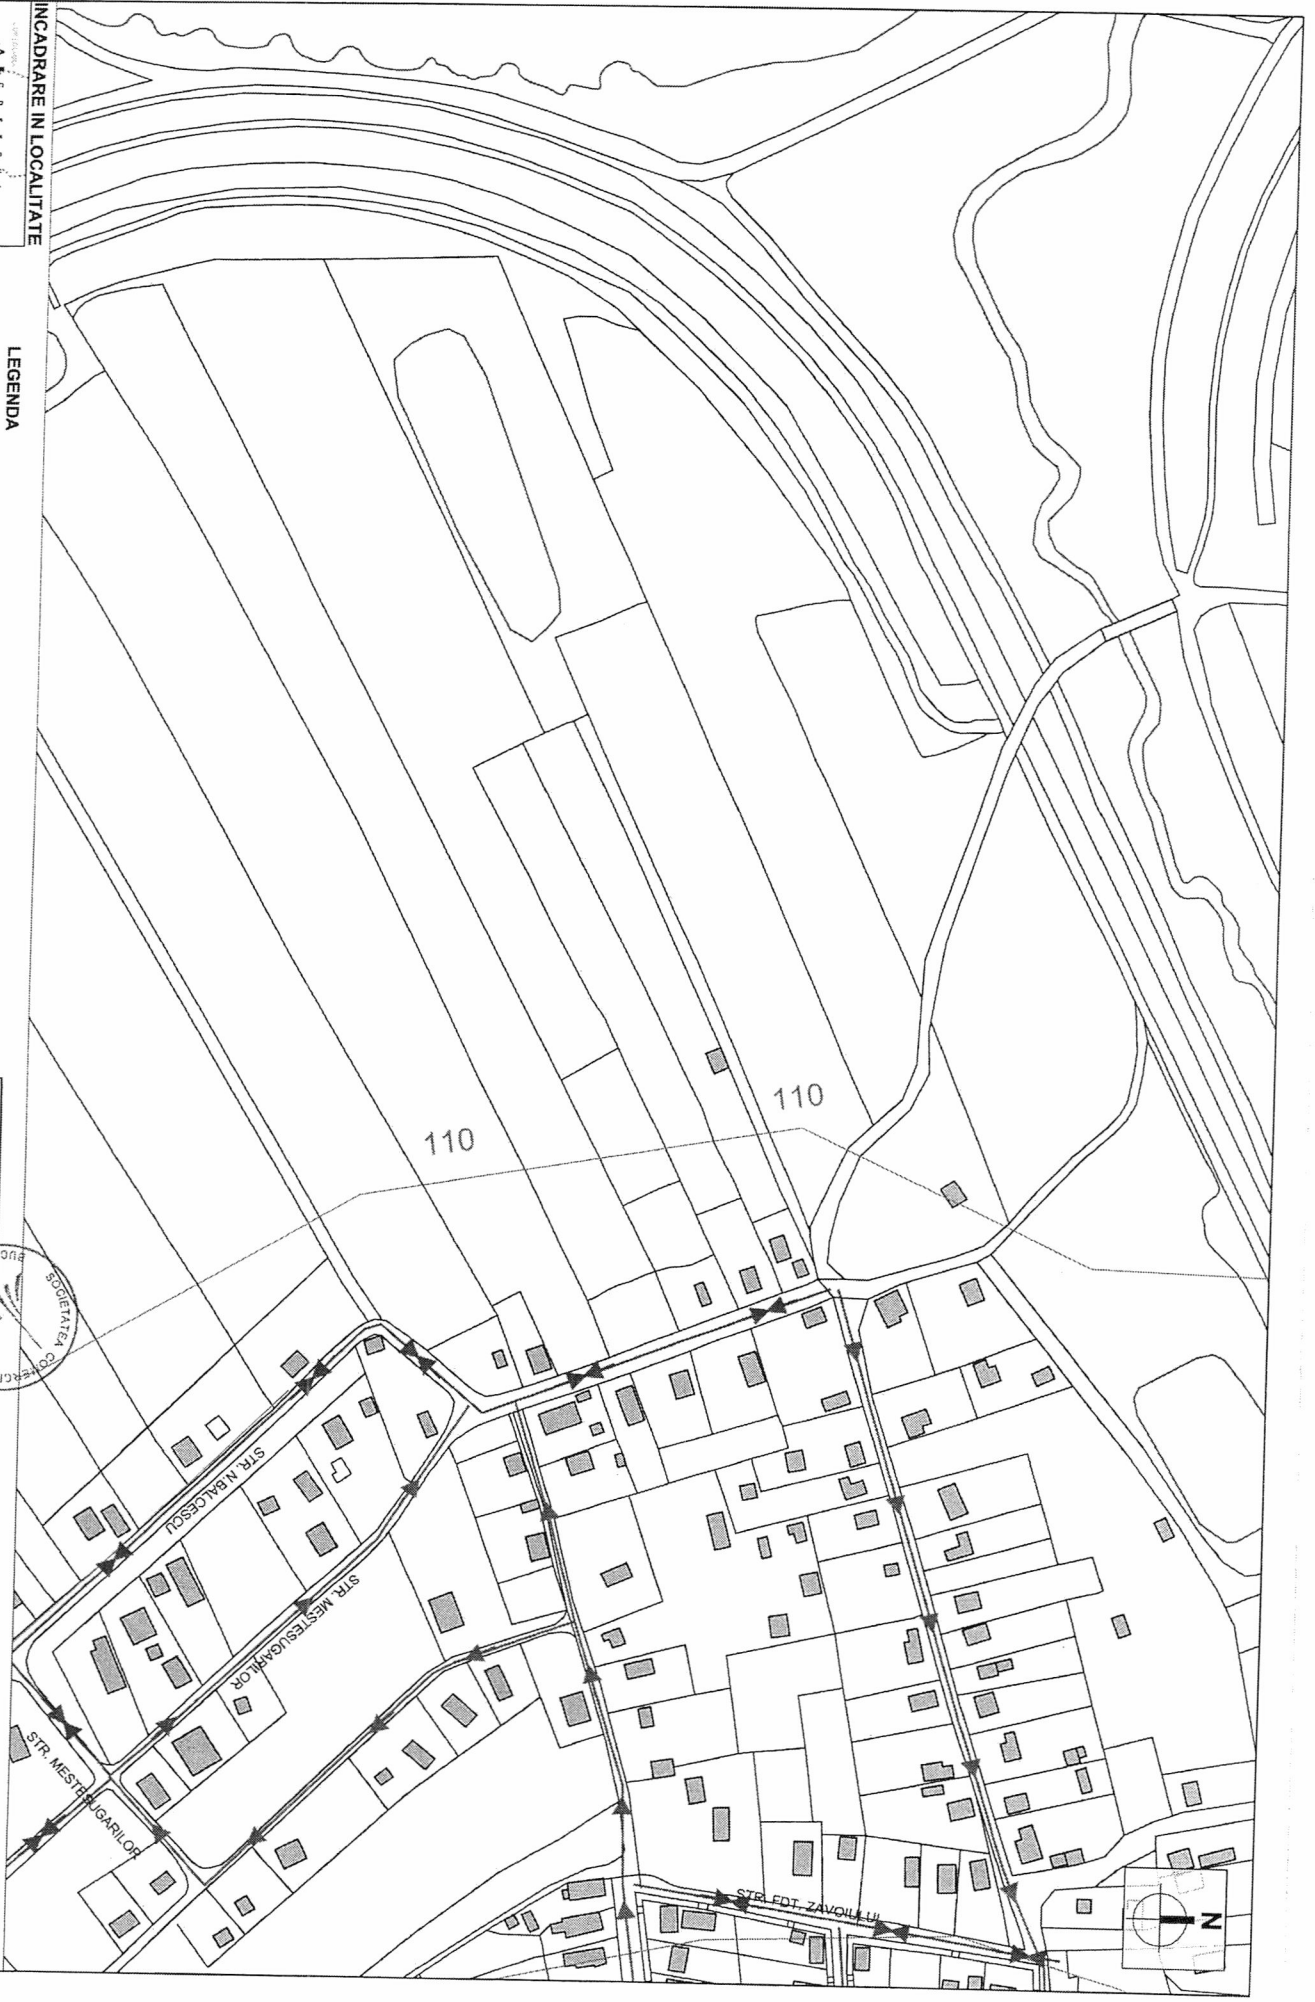 INCADRARE IN LOCALITATE
LEGENDA
110
110
STR. N.BALCESCU
STR. MESTESUGARILOR
STR. MESTESUGARILOR
STR. FDT. ZAVOIULUI
N
SOCIETATEA